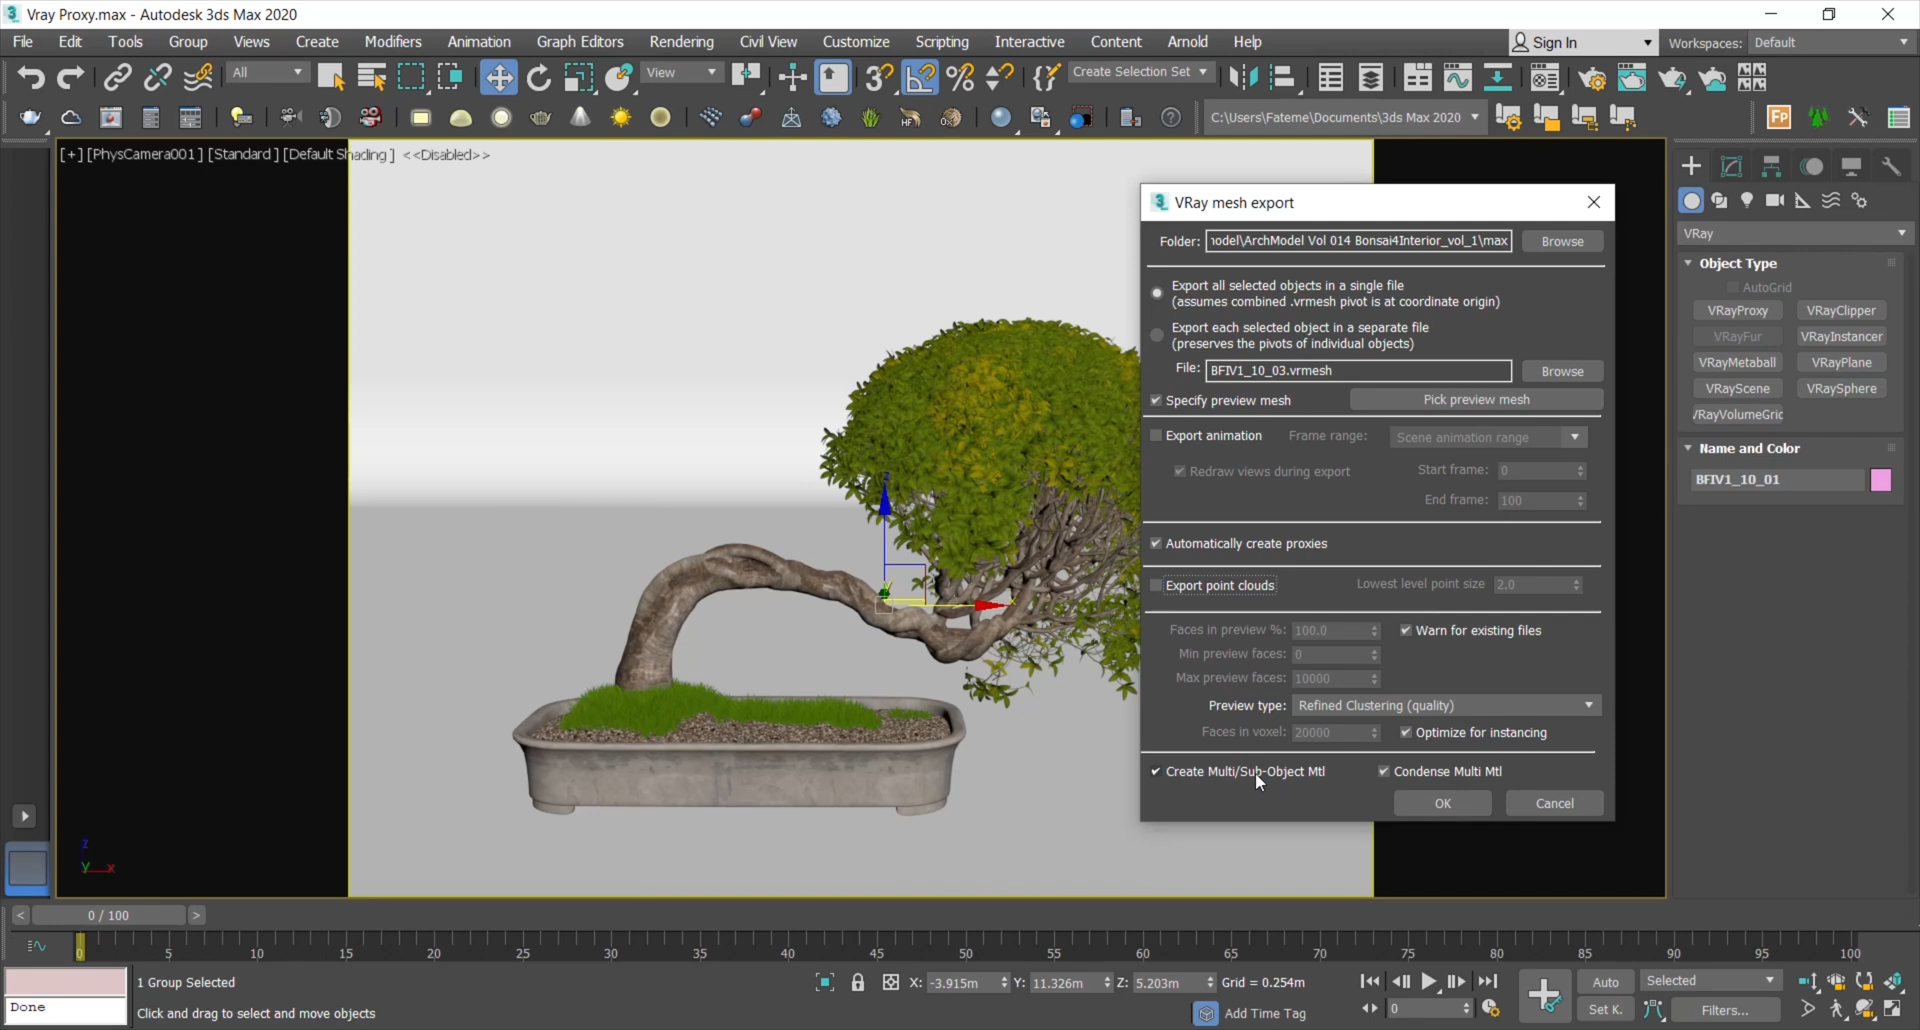 Vray Proxy.max - Autodesk 3ds Max 2020
File Edit Tools Group Views Create Modifiers Animation Graph Editors Rendering Civil View Customize Scripting Interactive Content Arnold Help
Sign In
Workspaces: Default
All
View
Create Selection Set
HF
C:\Users\Fateme\Documents\3ds Max 2020
Fp
[+] [PhysCamera001] [Standard] [Default Shading] <<Disabled>>
VRay mesh export
Folder: \ArchModel Vol 014 Bonsai4Interior_vol_1\max Browse
Export all selected objects in a single file
(assumes combined .vrmesh pivot is at coordinate origin)
Export each selected object in a separate file
(preserves the pivots of individual objects)
File: BFIV1_10_03.vrmesh Browse
Specify preview mesh Pick preview mesh
Export animation Frame range: Scene animation range
Redraw views during export Start frame: 0
End frame: 100
Automatically create proxies
Export point clouds Lowest level point size 2.0
Faces in preview %: 100.0 Warn for existing files
Min preview faces: 0
Max preview faces: 10000
Preview type: Refined Clustering (quality)
Faces in voxel: 20000 Optimize for instancing
Create Multi/Sub-Object Mtl Condense Multi Mtl
OK Cancel
VRay
Object Type
AutoGrid
VRayProxy VRayClipper
VRayFur VRayInstancer
VRayMetaball VRayPlane
VRayScene VRaySphere
VRayVolumeGric
Name and Color
BFIV1_10_01
z
x
z
y x
< 0 / 100 >
0 5 10 15 20 25 30 35 40 45 50 55 60 65 70 75 80 85 90 95 100
1 Group Selected
X: -3.915m Y: 11.326m Z: 5.203m Grid = 0.254m
Auto Selected
Done
Click and drag to select and move objects
Add Time Tag
0
Set K. Filters...